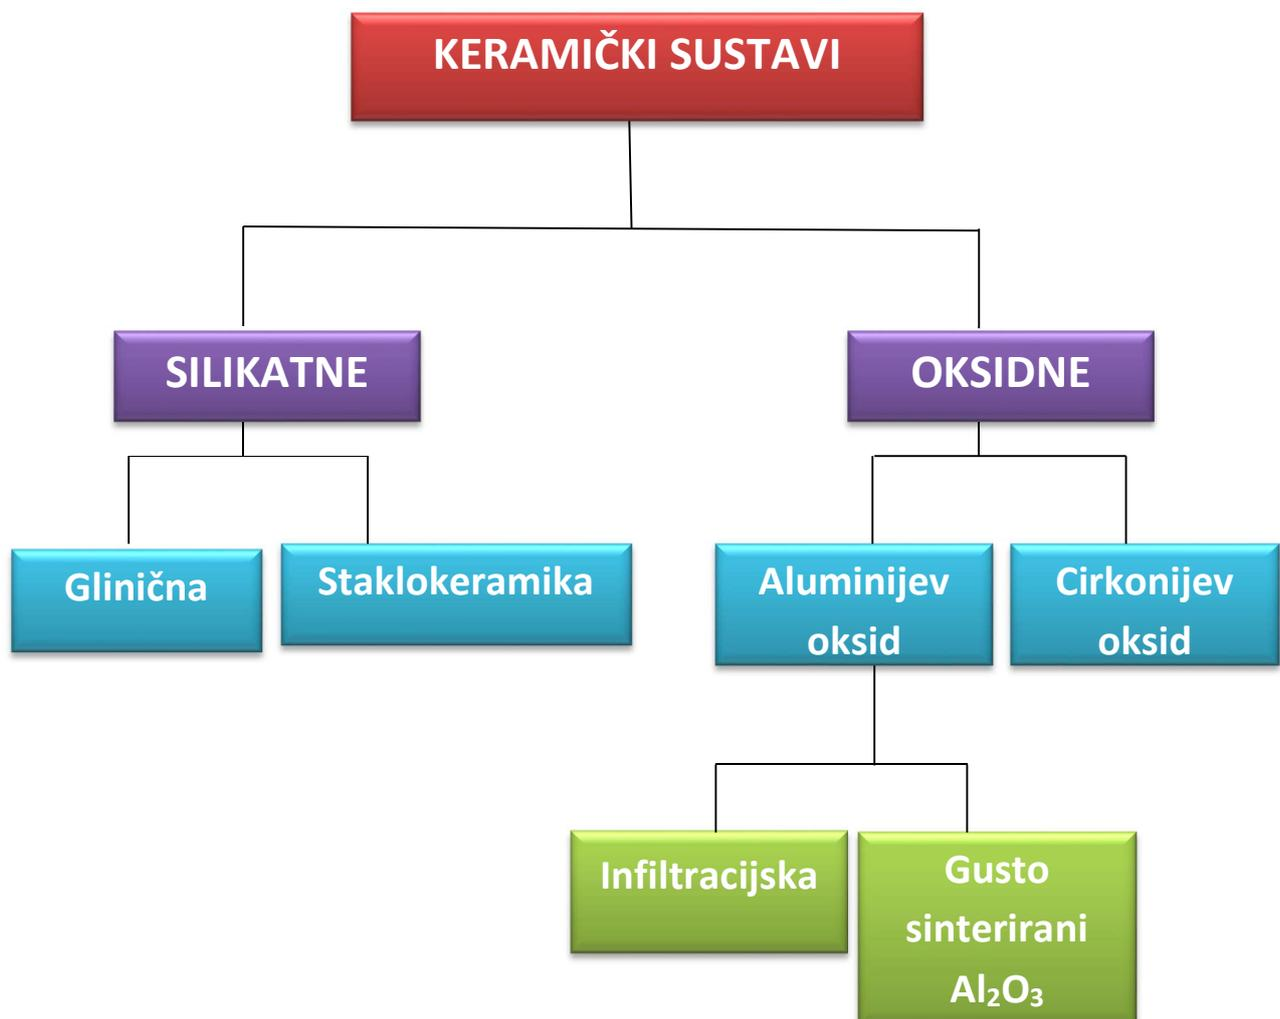 KERAMIČKI SUSTAVI
SILIKATNE
OKSIDNE
Glinična
Staklokeramika
Aluminijev
oksid
Cirkonijev
oksid
Infiltracijska
Gusto
sinterirani
Al₂O₃